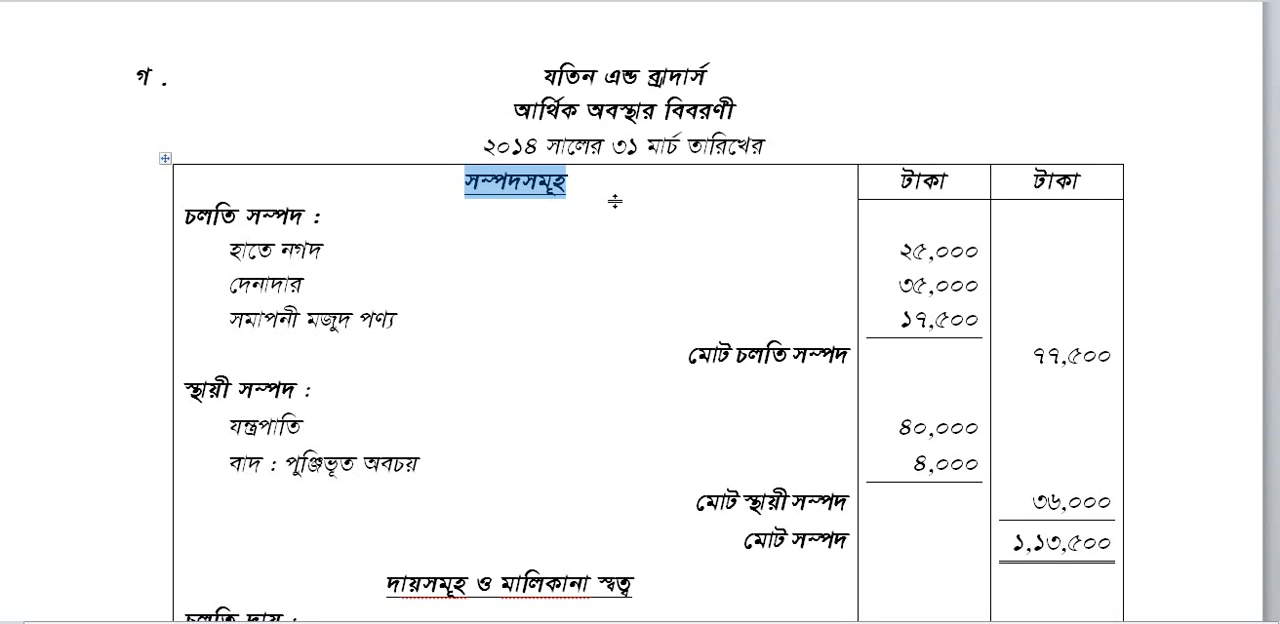 গ .
যতিন এন্ড ব্রাদার্স
আর্থিক অবস্থার বিবরণী
২০১৪ সালের ৩১ মার্চ তারিখের
সম্পদসমূহ টাকা টাকা
চলতি সম্পদ :
হাতে নগদ ২৫,০০০
দেনাদার ৩৫,০০০
সমাপনী মজুদ পণ্য ১৭,৫০০
মোট চলতি সম্পদ ৭৭,৫০০
স্থায়ী সম্পদ :
যন্ত্রপাতি ৪০,০০০
বাদ : পুঞ্জিভূত অবচয় ৪,০০০
মোট স্থায়ী সম্পদ ৩৬,০০০
মোট সম্পদ ১,১৩,৫০০
দায়সমূহ ও মালিকানা স্বত্ব
চলতি দায় :